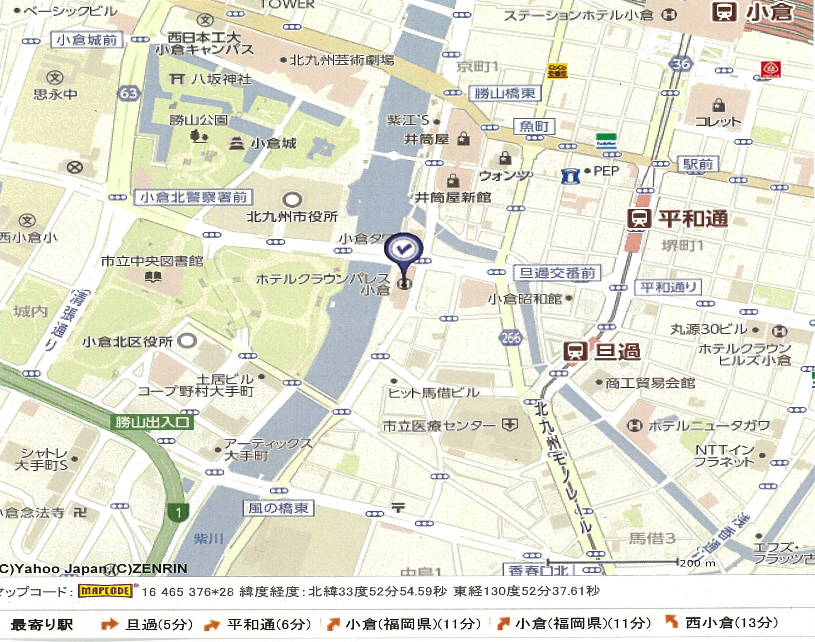 ベーシックビル
TOWER
ステーションホテル小倉
小倉
小倉城前
西日本工大
小倉キャンパス
北九州芸術劇場
京町1
36
思永中
八坂神社
63
勝山橋東
コレット
勝山公園
紫江'S
魚町
小倉城
井筒屋
FamilyMart
ウォンツ
PEP
駅前
小倉北警察署前
井筒屋新館
北九州市役所
平和通
西小倉小
小倉タワ
堺町1
市立中央図書館
ホテルクラウンパレス
小倉
旦過交番前
平和通り
小倉昭和館
清張通り
城内
266
丸源30ビル
小倉北区役所
旦過
ホテルクラウン
ヒルズ小倉
土居ビル
コープ野村大手町
ヒット馬借ビル
商工貿易会館
勝山出入口
市立医療センター
北九州モノレール
ホテルニュータガワ
シャトレ
大手町S
アーティックス
大手町
NTTイン
フラネット
小倉念法寺
1
風の橋東
紫川
馬借3
エフズ・
フラッツ古
中島1
香春口北
200 m
C)Yahoo Japan,(C)ZENRIN
マップコード: MAPCODE 16 465 376*28 緯度経度:北緯33度52分54.59秒 東経130度52分37.61秒
最寄り駅 旦過(5分) 平和通(6分) 小倉(福岡県)(11分) 小倉(福岡県)(11分) 西小倉(13分)